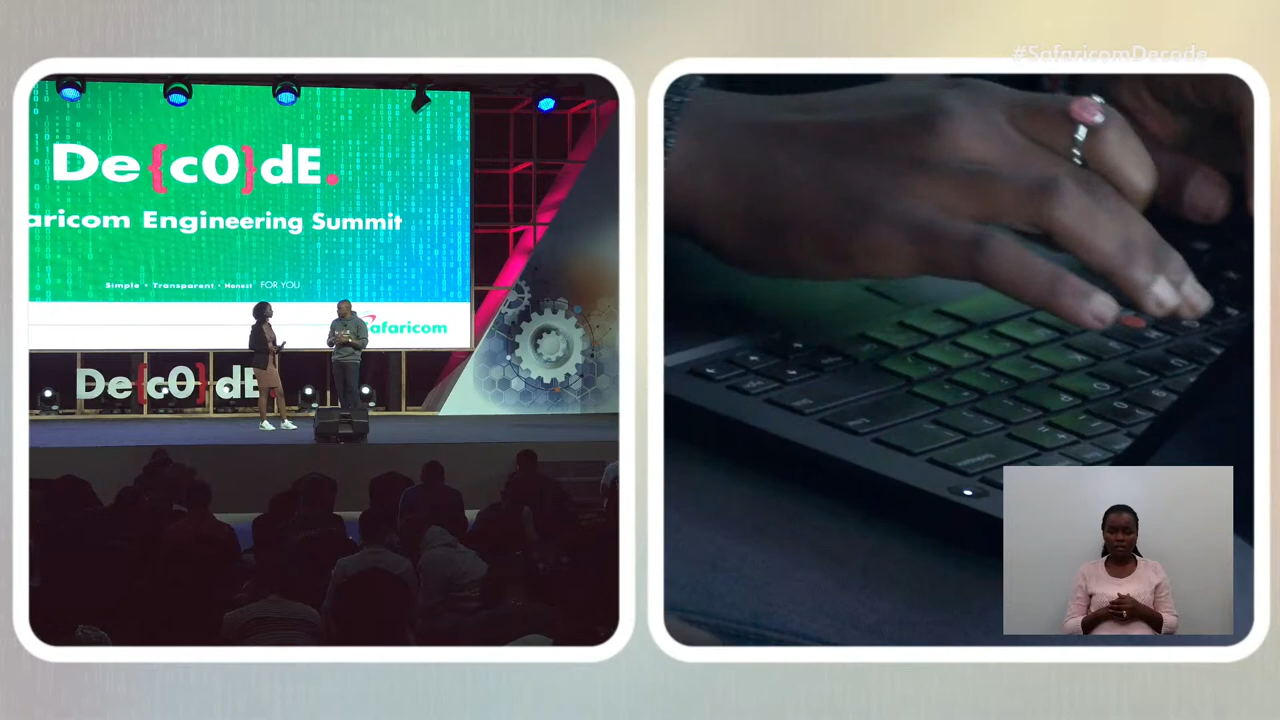 #SafaricomDecode
De{c0}dE.
aricom Engineering Summit
Simple • Transparent • Honest FOR YOU
afaricom
De{c0}dE